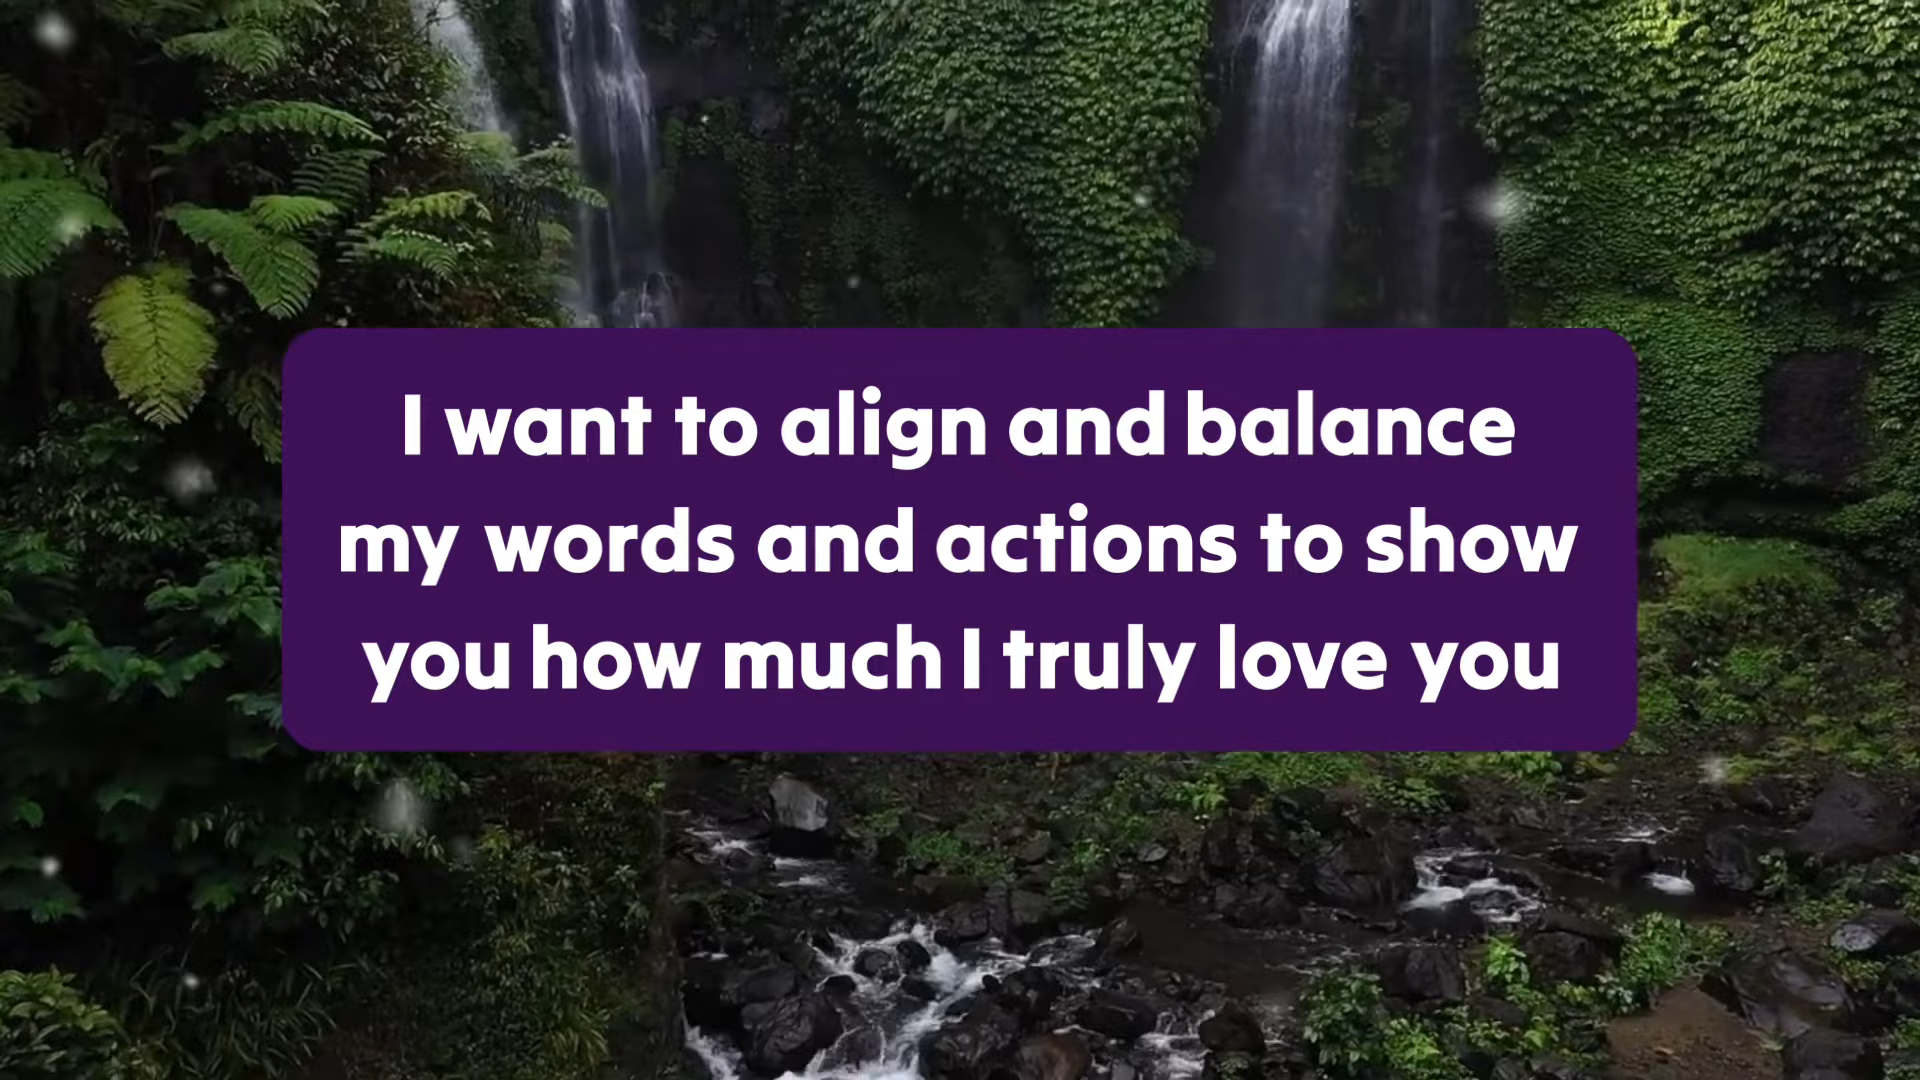 I want to align and balance
my words and actions to show
you how much I truly love you